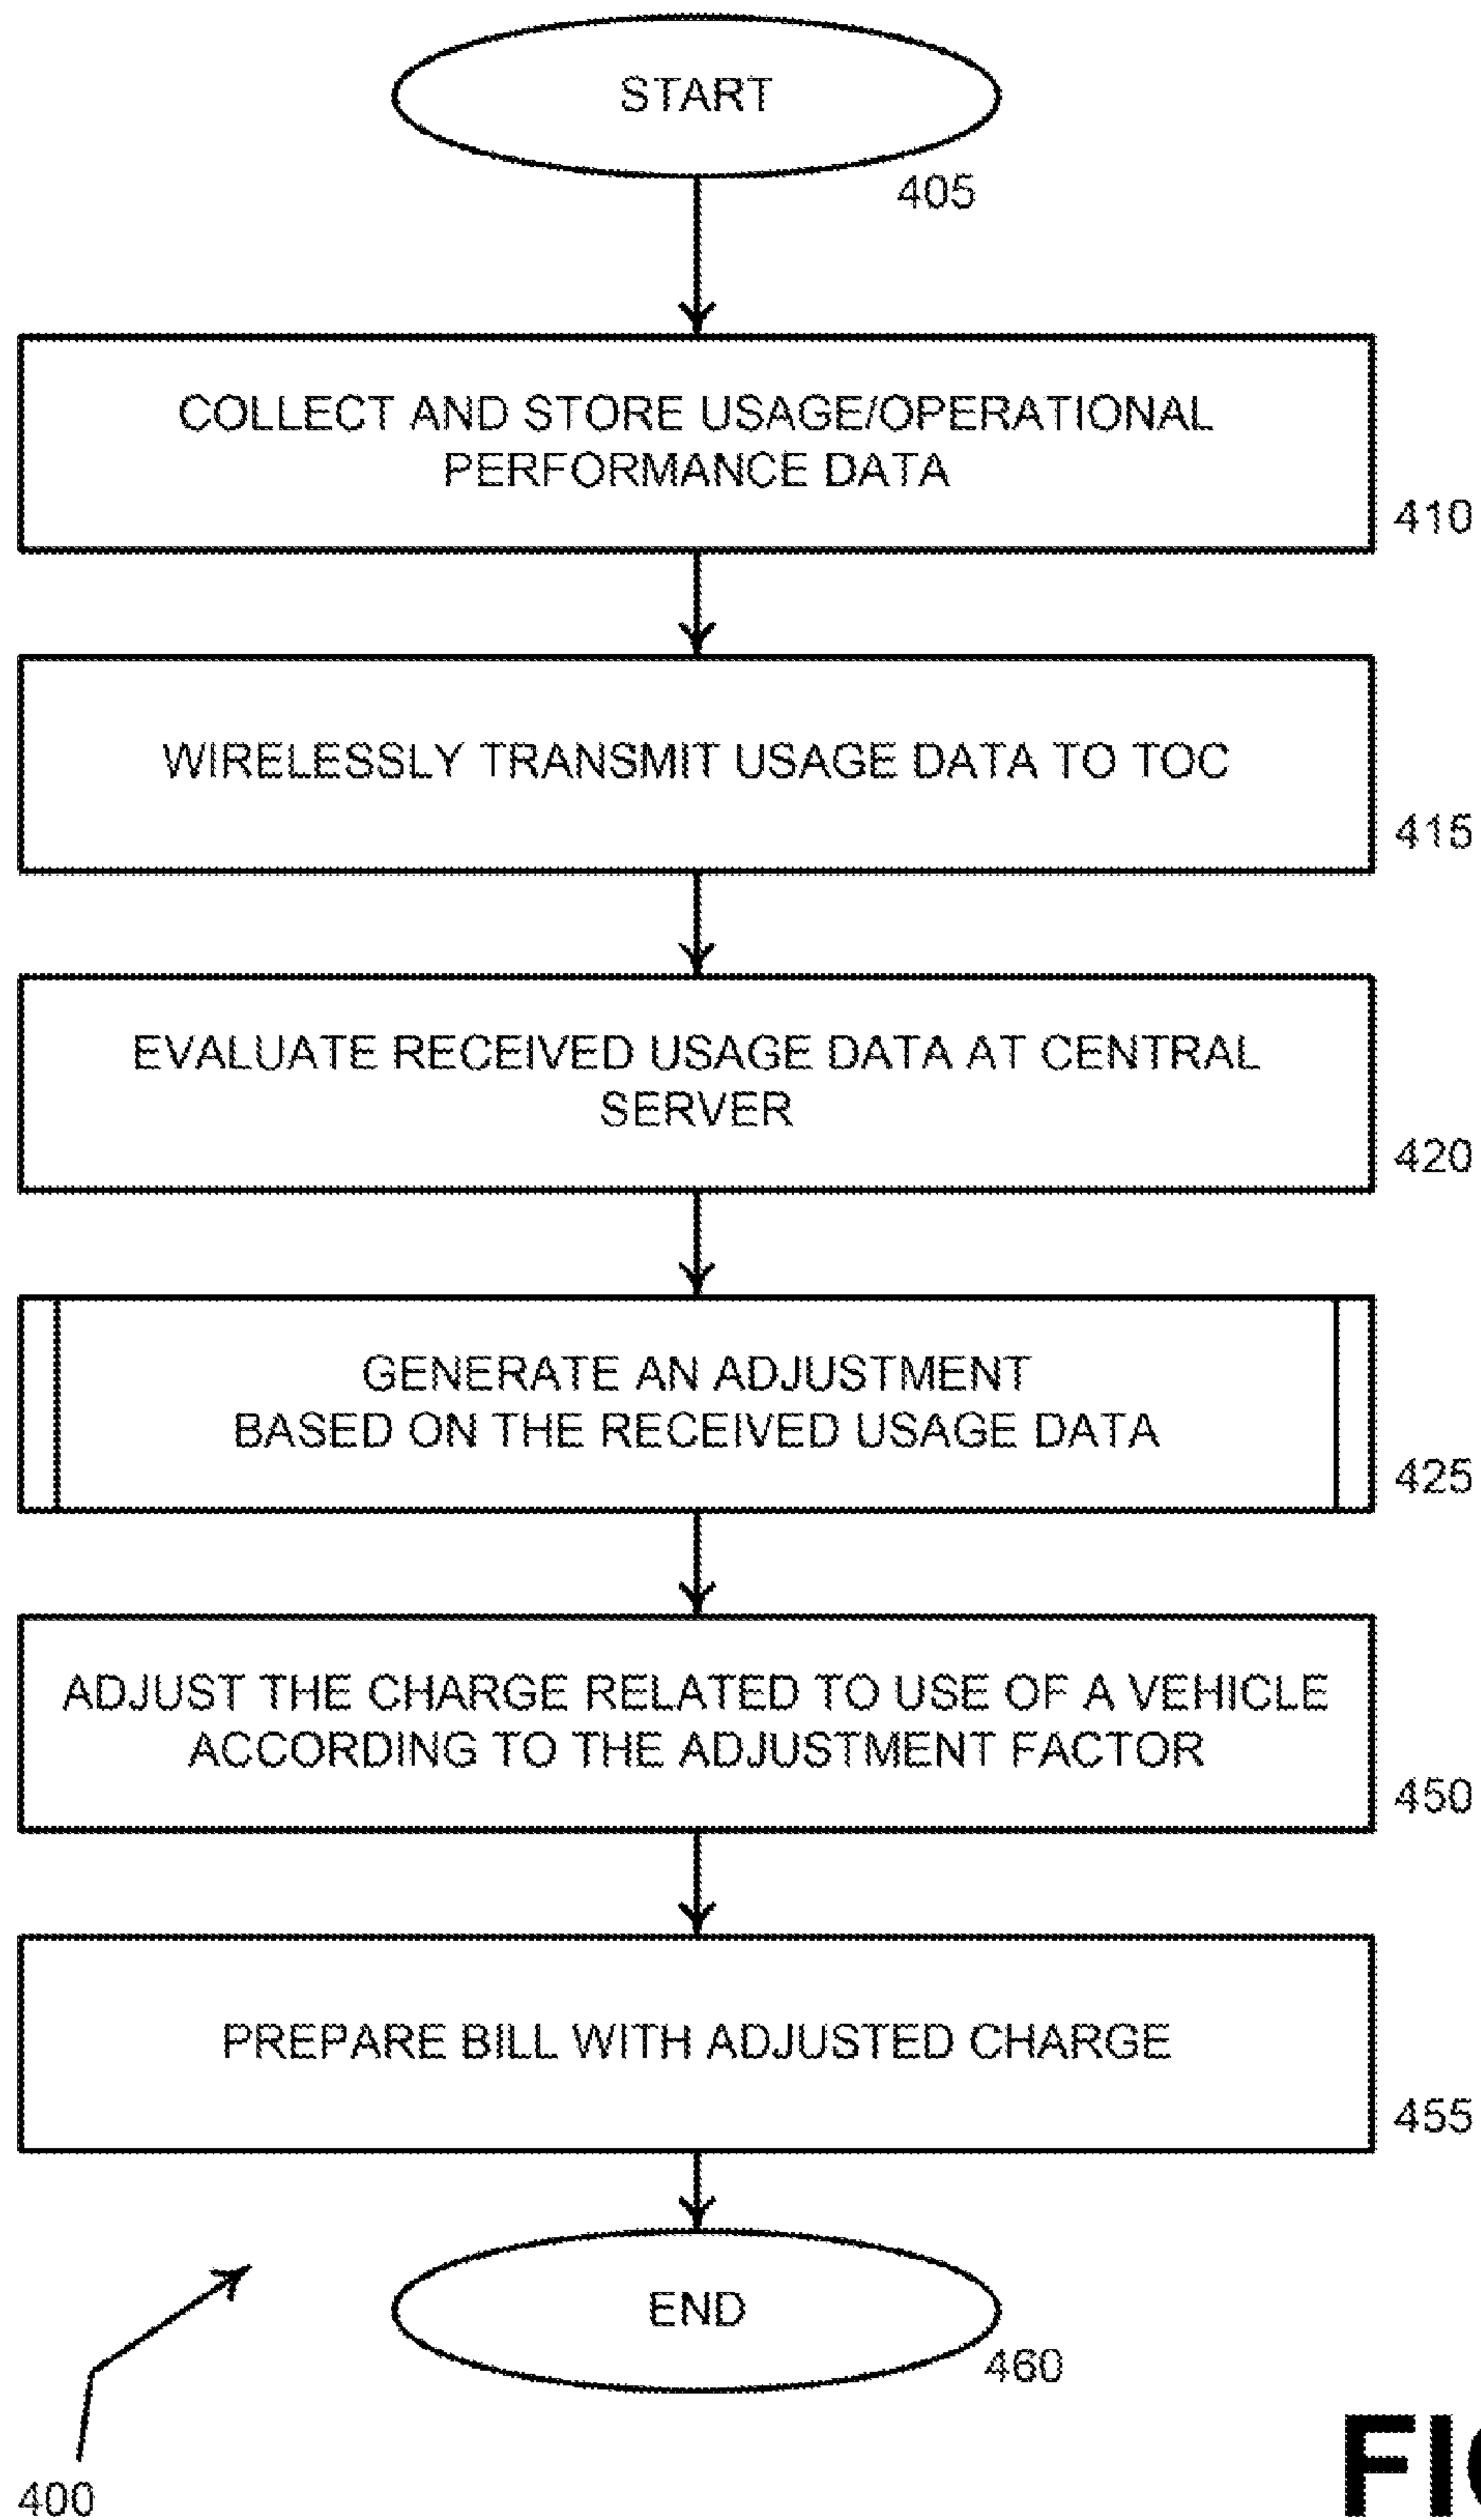 START
405
COLLECT AND STORE USAGE/OPERATIONAL
PERFORMANCE DATA
410
WIRELESSLY TRANSMIT USAGE DATA TO TOC
415
EVALUATE RECEIVED USAGE DATA AT CENTRAL
SERVER
420
GENERATE AN ADJUSTMENT
BASED ON THE RECEIVED USAGE DATA
425
ADJUST THE CHARGE RELATED TO USE OF A VEHICLE
ACCORDING TO THE ADJUSTMENT FACTOR
450
PREPARE BILL WITH ADJUSTED CHARGE
455
END
460
400